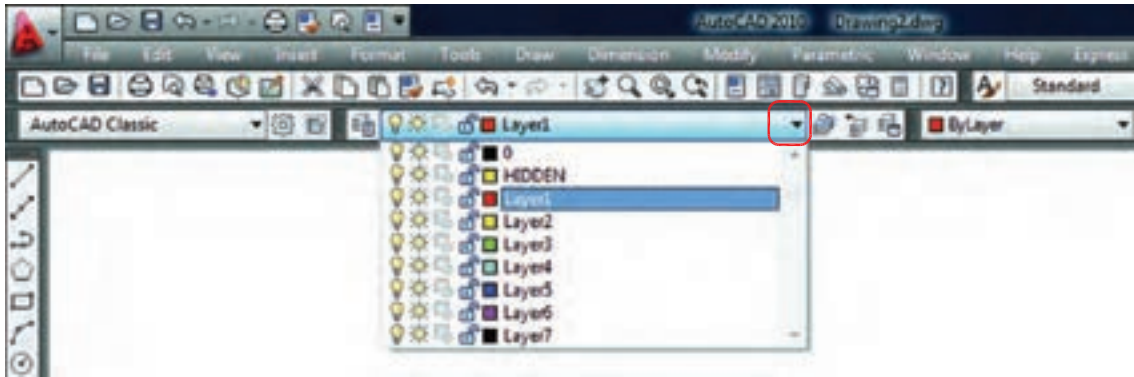 AutoCAD 2010 Drawing2.dwg
File Edit View Insert Format Tools Draw Dimension Modify Parametric Window Help Express
Standard
AutoCAD Classic Layer1 ByLayer
0
HIDDEN
Layer1
Layer2
Layer3
Layer4
Layer5
Layer6
Layer7